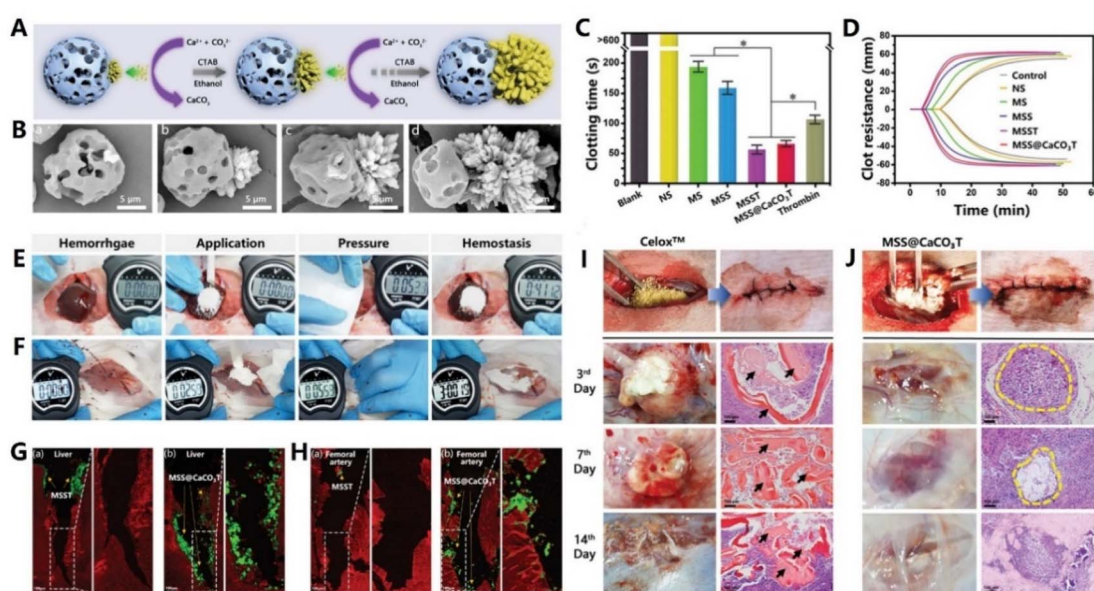 A
Ca²⁺ + CO₃²⁻
CTAB
Ethanol
CaCO₃
Ca²⁺ + CO₃²⁻
CTAB
Ethanol
CaCO₃
B
a
b
c
d
5 μm
5 μm
5 μm
C
Clotting time (s)
>600
200
150
100
50
0
*
*
Blank
NS
MS
MSS
MSST
MSS@CaCO₃T
Thrombin
D
Clot resistance (mm)
80
60
40
20
0
-20
-40
-60
-80
Control
NS
MS
MSS
MSST
MSS@CaCO₃T
0 10 20 30 40 50 60
Time (min)
E
Hemorrhgae
Application
Pressure
Hemostasis
F
G
(a)
Liver
MSST
(b)
Liver
MSS@CaCO₃T
H
(a)
Femoral artery
MSST
(b)
Femoral artery
MSS@CaCO₃T
I
Celox™
J
MSS@CaCO₃T
3rd
Day
7th
Day
14th
Day